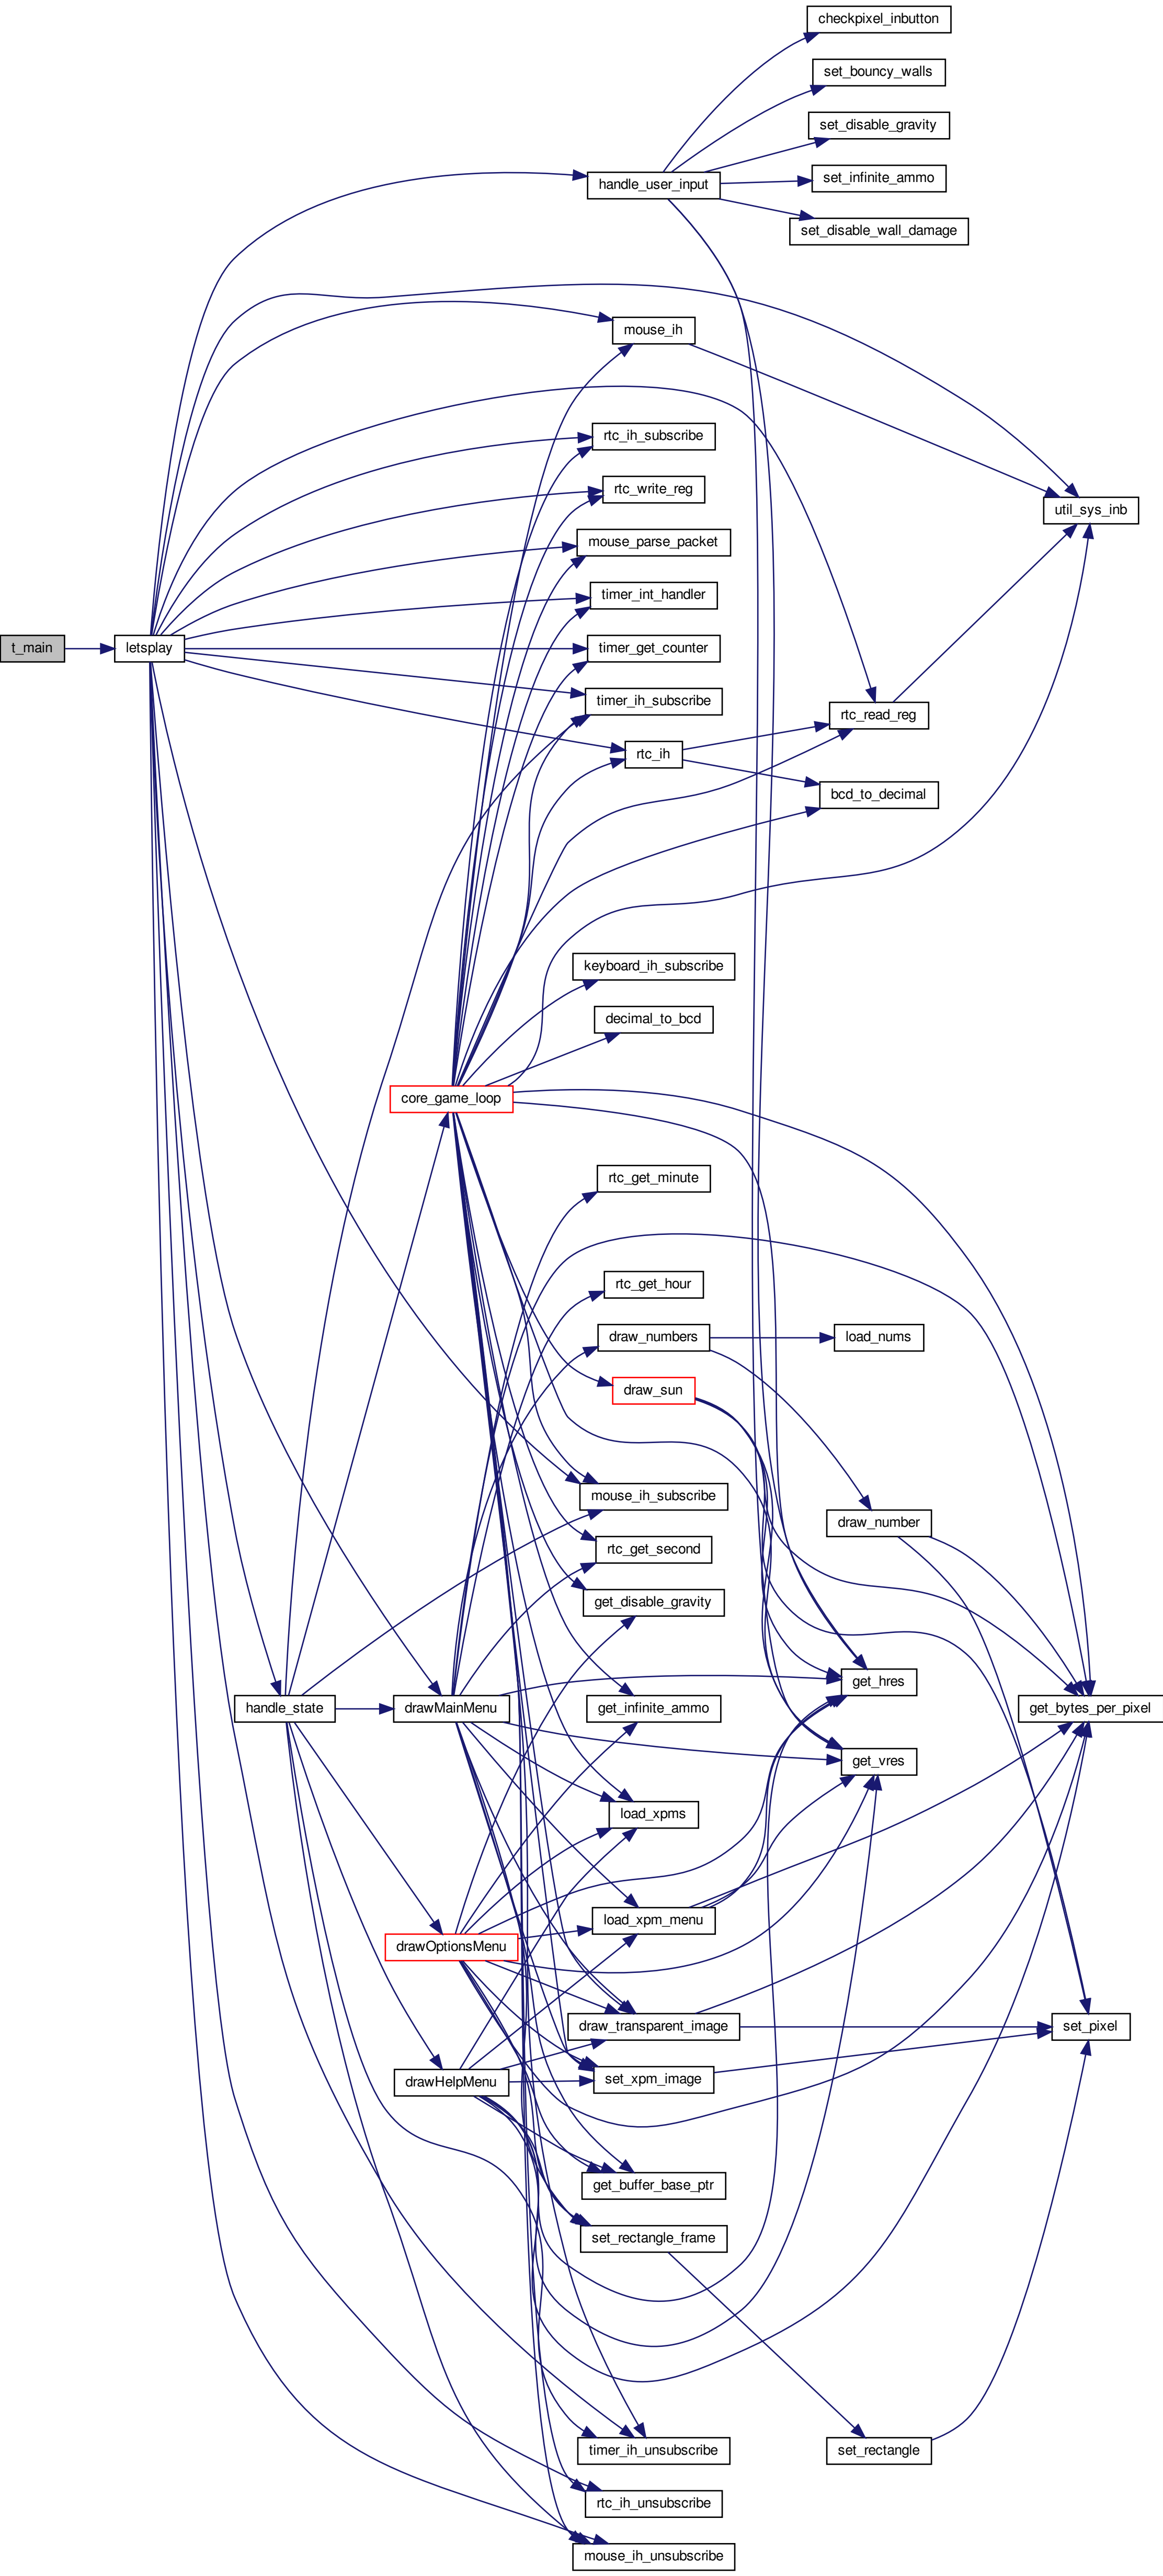 checkpixel_inbutton
set_bouncy_walls
set_disable_gravity
handle_user_input
set_infinite_ammo
set_disable_wall_damage
mouse_ih
rtc_ih_subscribe
rtc_write_reg
util_sys_inb
mouse_parse_packet
timer_int_handler
t_main
letsplay
timer_get_counter
timer_ih_subscribe
rtc_read_reg
rtc_ih
bcd_to_decimal
keyboard_ih_subscribe
decimal_to_bcd
core_game_loop
rtc_get_minute
rtc_get_hour
draw_numbers
load_nums
draw_sun
mouse_ih_subscribe
draw_number
rtc_get_second
get_disable_gravity
get_hres
handle_state
drawMainMenu
get_infinite_ammo
get_bytes_per_pixel
get_vres
load_xpms
load_xpm_menu
drawOptionsMenu
draw_transparent_image
set_pixel
drawHelpMenu
set_xpm_image
get_buffer_base_ptr
set_rectangle_frame
timer_ih_unsubscribe
set_rectangle
rtc_ih_unsubscribe
mouse_ih_unsubscribe